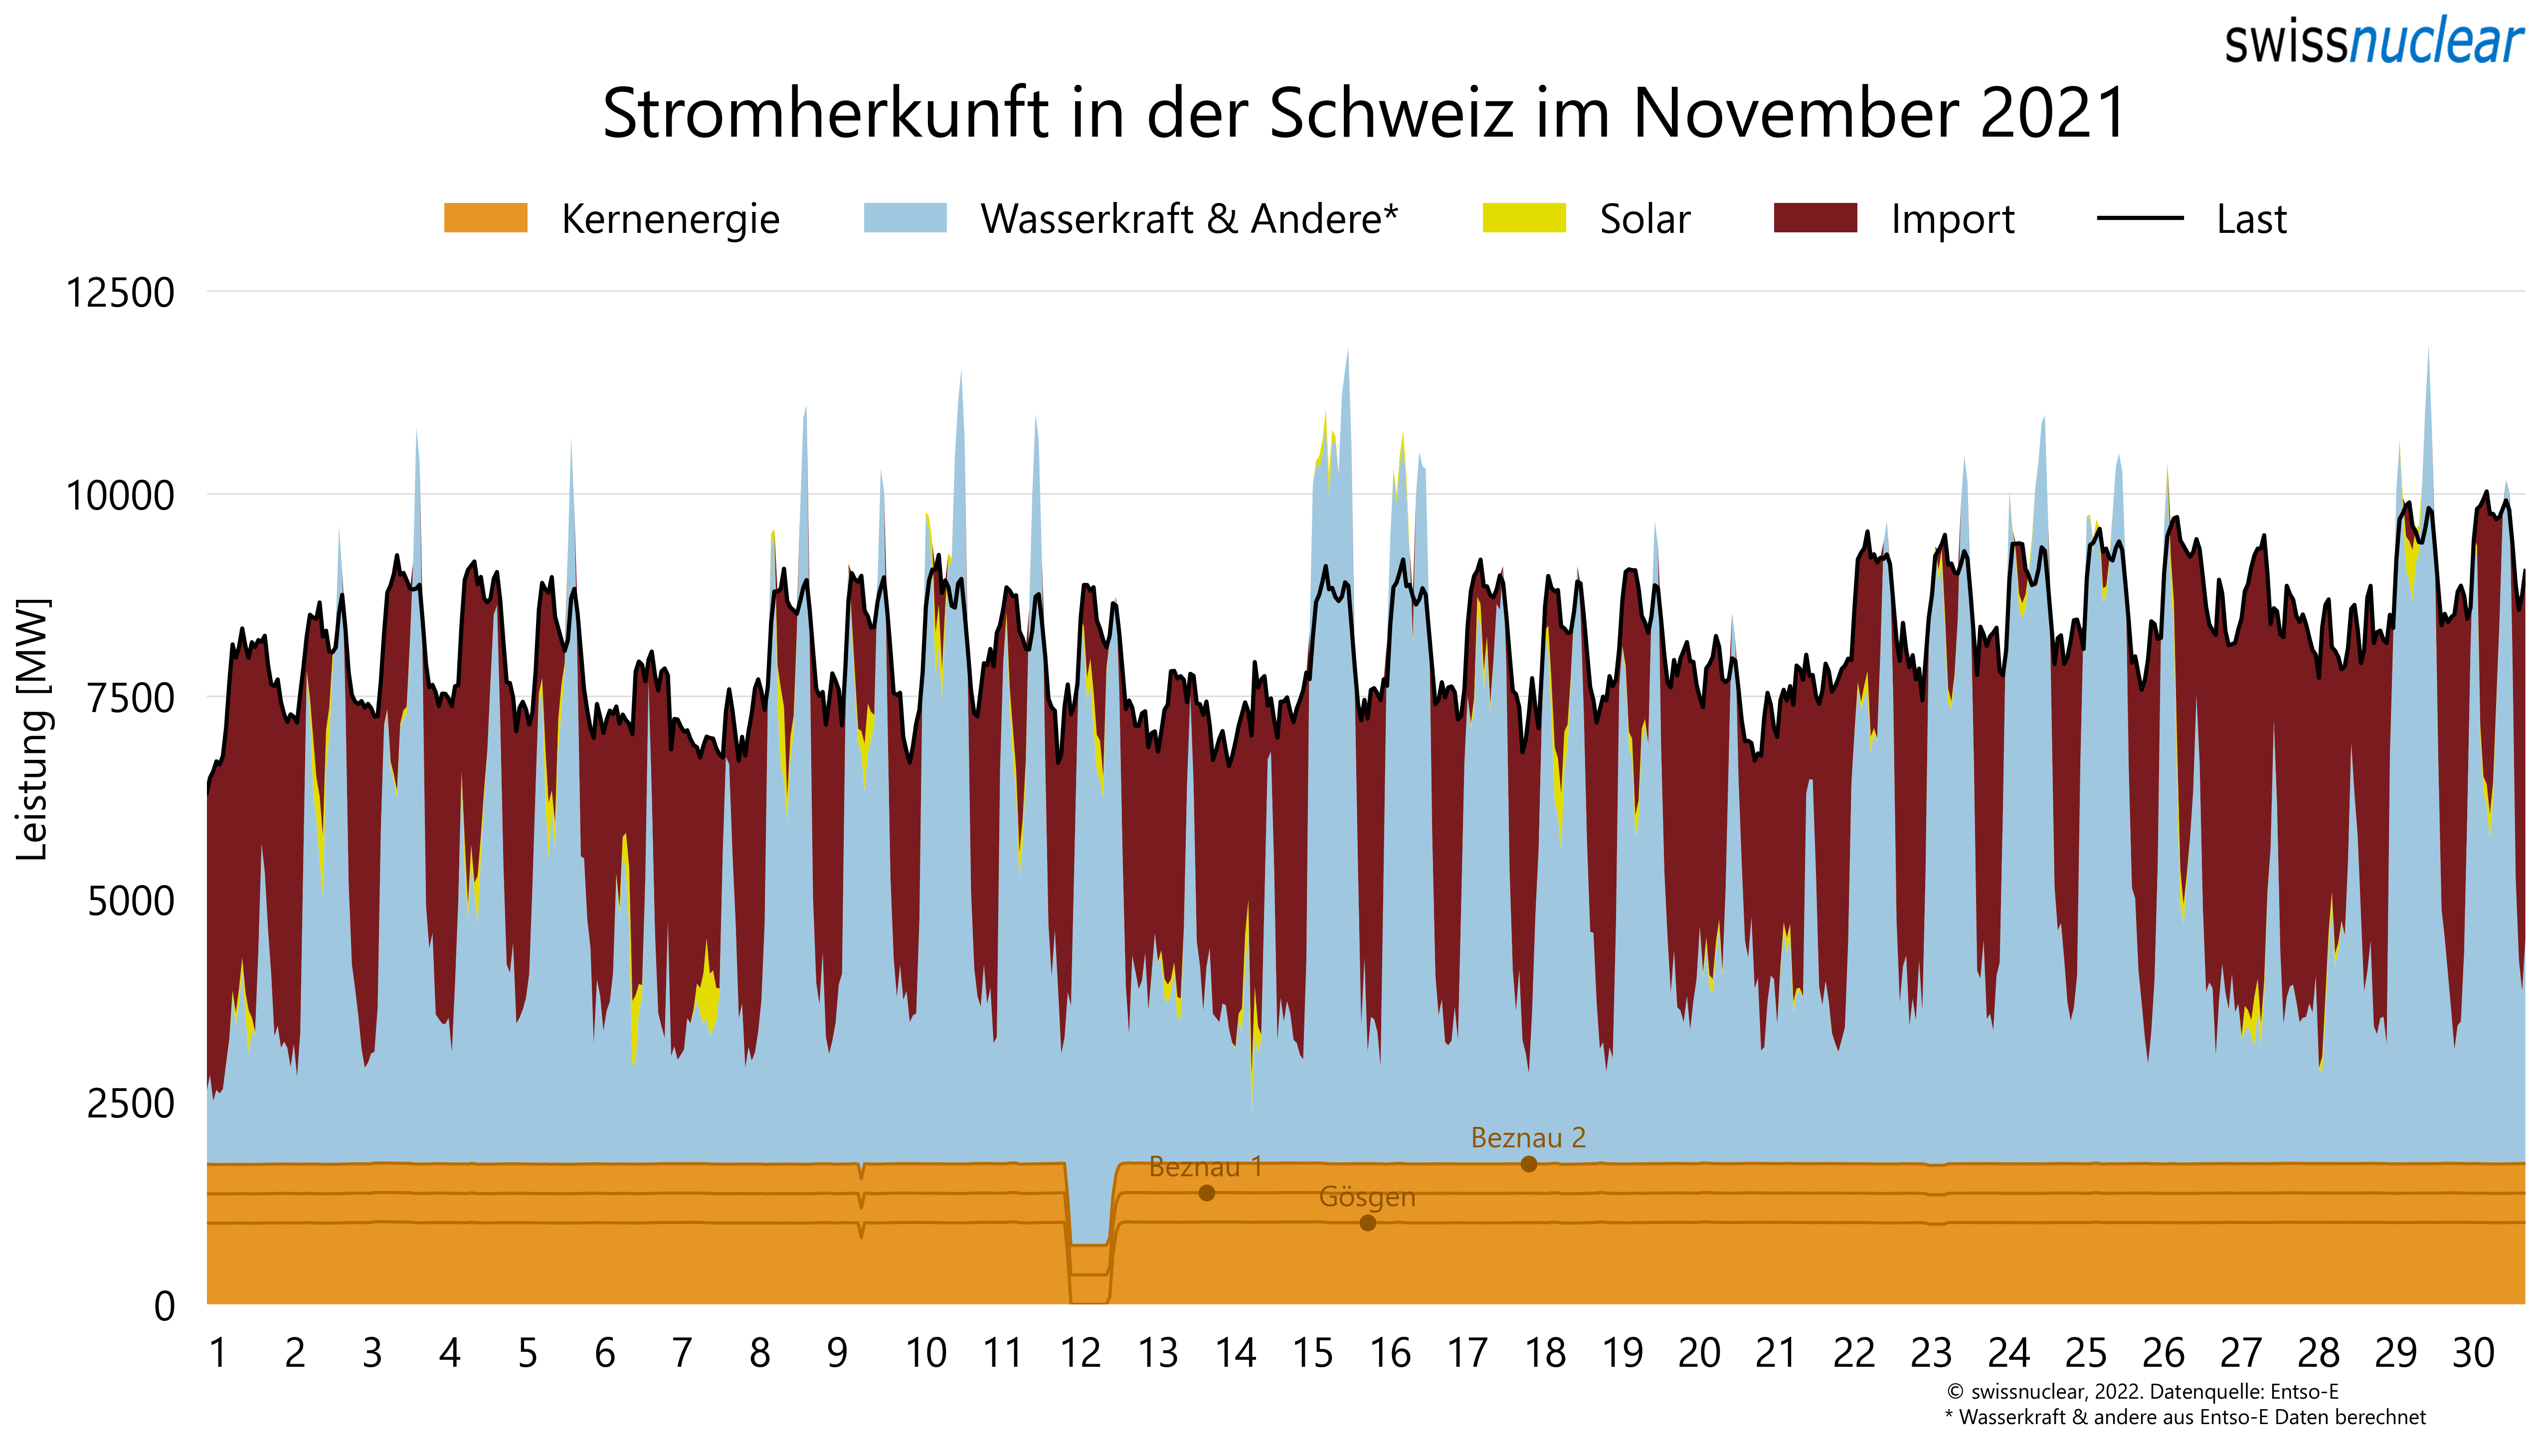 swissnuclear
Stromherkunft in der Schweiz im November 2021
Kernenergie Wasserkraft & Andere* Solar Import Last
Leistung [MW]
12500
10000
7500
5000
2500
0
Beznau 2
Beznau 1
Gösgen
1 2 3 4 5 6 7 8 9 10 11 12 13 14 15 16 17 18 19 20 21 22 23 24 25 26 27 28 29 30
© swissnuclear, 2022. Datenquelle: Entso-E
* Wasserkraft & andere aus Entso-E Daten berechnet